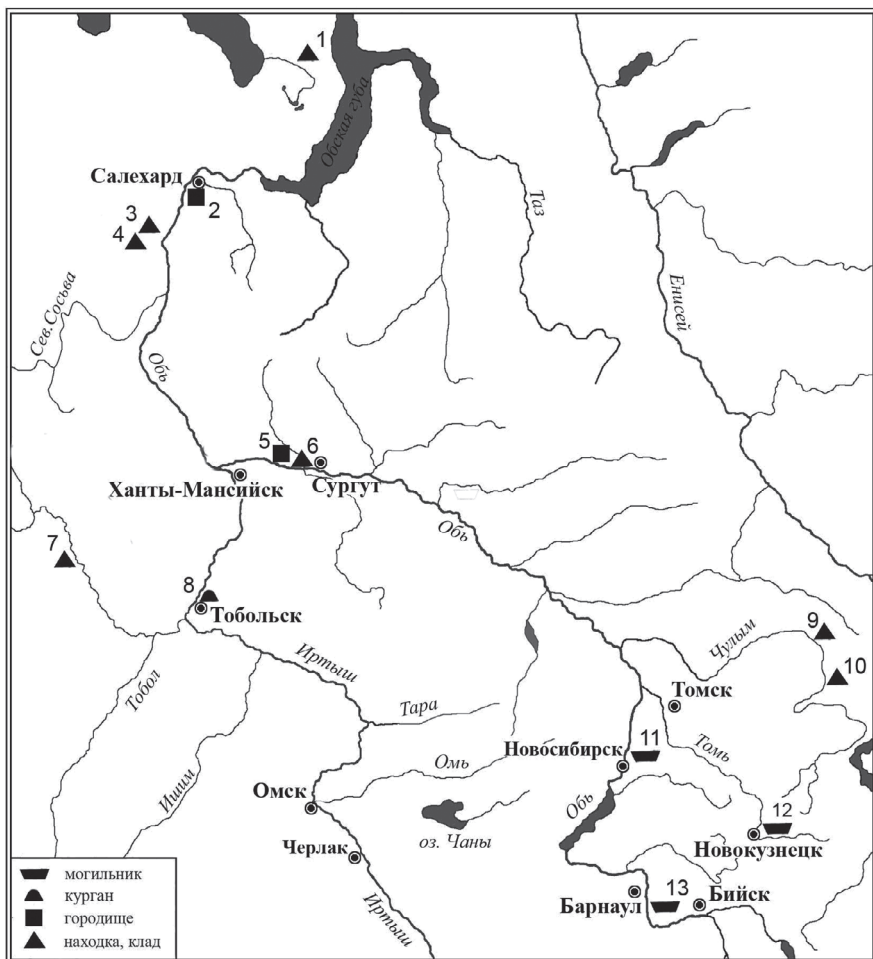 1
Обская губа
Салехард
2
3
4
Таз
Енисей
Сев.Сосьва
Обь
5
6
Ханты-Мансийск
Сургут
Обь
7
8
Тобольск
Иртыш
Тобол
Ишим
Тара
Омь
Чулым
9
10
Томск
Новосибирск
11
Томь
Обь
Омск
оз. Чаны
12
Новокузнецк
Черлак
Иртыш
Барнаул
13
Бийск
могильник
курган
городище
находка, клад